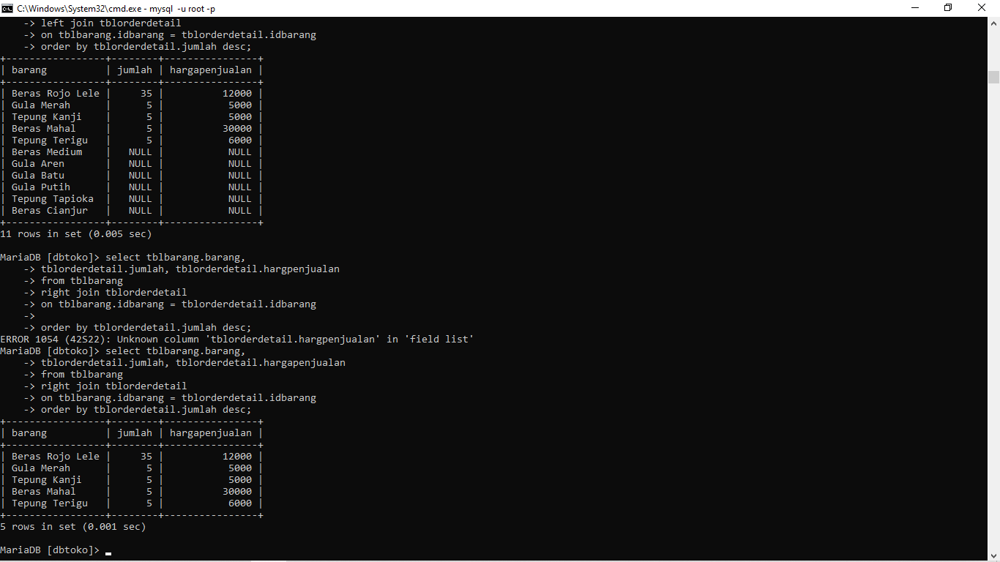 C:\Windows\System32\cmd.exe - mysql  -u root -p
    -> left join tblorderdetail
    -> on tblbarang.idbarang = tblorderdetail.idbarang
    -> order by tblorderdetail.jumlah desc;
+-----------------+--------+----------------+
| barang          | jumlah | hargapenjualan |
+-----------------+--------+----------------+
| Beras Rojo Lele |     35 |          12000 |
| Gula Merah      |      5 |           5000 |
| Tepung Kanji    |      5 |           5000 |
| Beras Mahal     |      5 |          30000 |
| Tepung Terigu   |      5 |           6000 |
| Beras Medium    |   NULL |           NULL |
| Gula Aren       |   NULL |           NULL |
| Gula Batu       |   NULL |           NULL |
| Gula Putih      |   NULL |           NULL |
| Tepung Tapioka  |   NULL |           NULL |
| Beras Cianjur   |   NULL |           NULL |
+-----------------+--------+----------------+
11 rows in set (0.005 sec)

MariaDB [dbtoko]> select tblbarang.barang,
    -> tblorderdetail.jumlah, tblorderdetail.hargpenjualan
    -> from tblbarang
    -> right join tblorderdetail
    -> on tblbarang.idbarang = tblorderdetail.idbarang
    ->
    -> order by tblorderdetail.jumlah desc;
ERROR 1054 (42S22): Unknown column 'tblorderdetail.hargpenjualan' in 'field list'
MariaDB [dbtoko]> select tblbarang.barang,
    -> tblorderdetail.jumlah, tblorderdetail.hargapenjualan
    -> from tblbarang
    -> right join tblorderdetail
    -> on tblbarang.idbarang = tblorderdetail.idbarang
    -> order by tblorderdetail.jumlah desc;
+-----------------+--------+----------------+
| barang          | jumlah | hargapenjualan |
+-----------------+--------+----------------+
| Beras Rojo Lele |     35 |          12000 |
| Gula Merah      |      5 |           5000 |
| Tepung Kanji    |      5 |           5000 |
| Beras Mahal     |      5 |          30000 |
| Tepung Terigu   |      5 |           6000 |
+-----------------+--------+----------------+
5 rows in set (0.001 sec)

MariaDB [dbtoko]> _